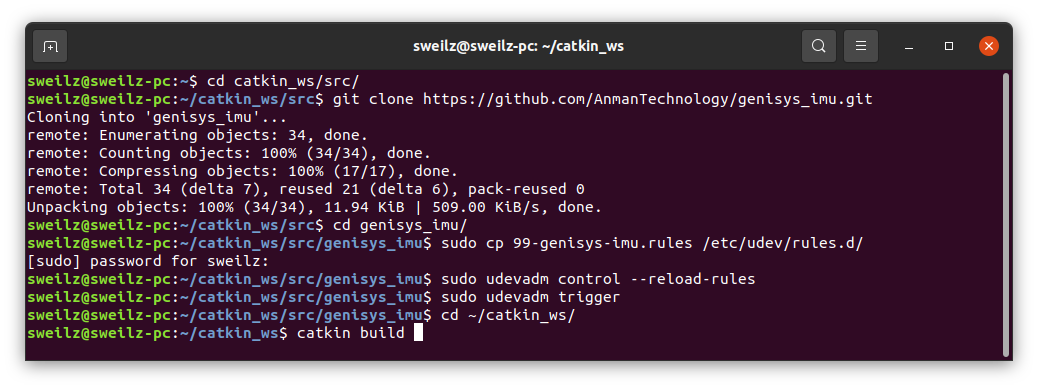 sweilz@sweilz-pc: ~/catkin_ws
sweilz@sweilz-pc:~$ cd catkin_ws/src/
sweilz@sweilz-pc:~/catkin_ws/src$ git clone https://github.com/AnmanTechnology/genisys_imu.git
Cloning into 'genisys_imu'...
remote: Enumerating objects: 34, done.
remote: Counting objects: 100% (34/34), done.
remote: Compressing objects: 100% (17/17), done.
remote: Total 34 (delta 7), reused 21 (delta 6), pack-reused 0
Unpacking objects: 100% (34/34), 11.94 KiB | 509.00 KiB/s, done.
sweilz@sweilz-pc:~/catkin_ws/src$ cd genisys_imu/
sweilz@sweilz-pc:~/catkin_ws/src/genisys_imu$ sudo cp 99-genisys-imu.rules /etc/udev/rules.d/
[sudo] password for sweilz:
sweilz@sweilz-pc:~/catkin_ws/src/genisys_imu$ sudo udevadm control --reload-rules
sweilz@sweilz-pc:~/catkin_ws/src/genisys_imu$ sudo udevadm trigger
sweilz@sweilz-pc:~/catkin_ws/src/genisys_imu$ cd ~/catkin_ws/
sweilz@sweilz-pc:~/catkin_ws$ catkin build